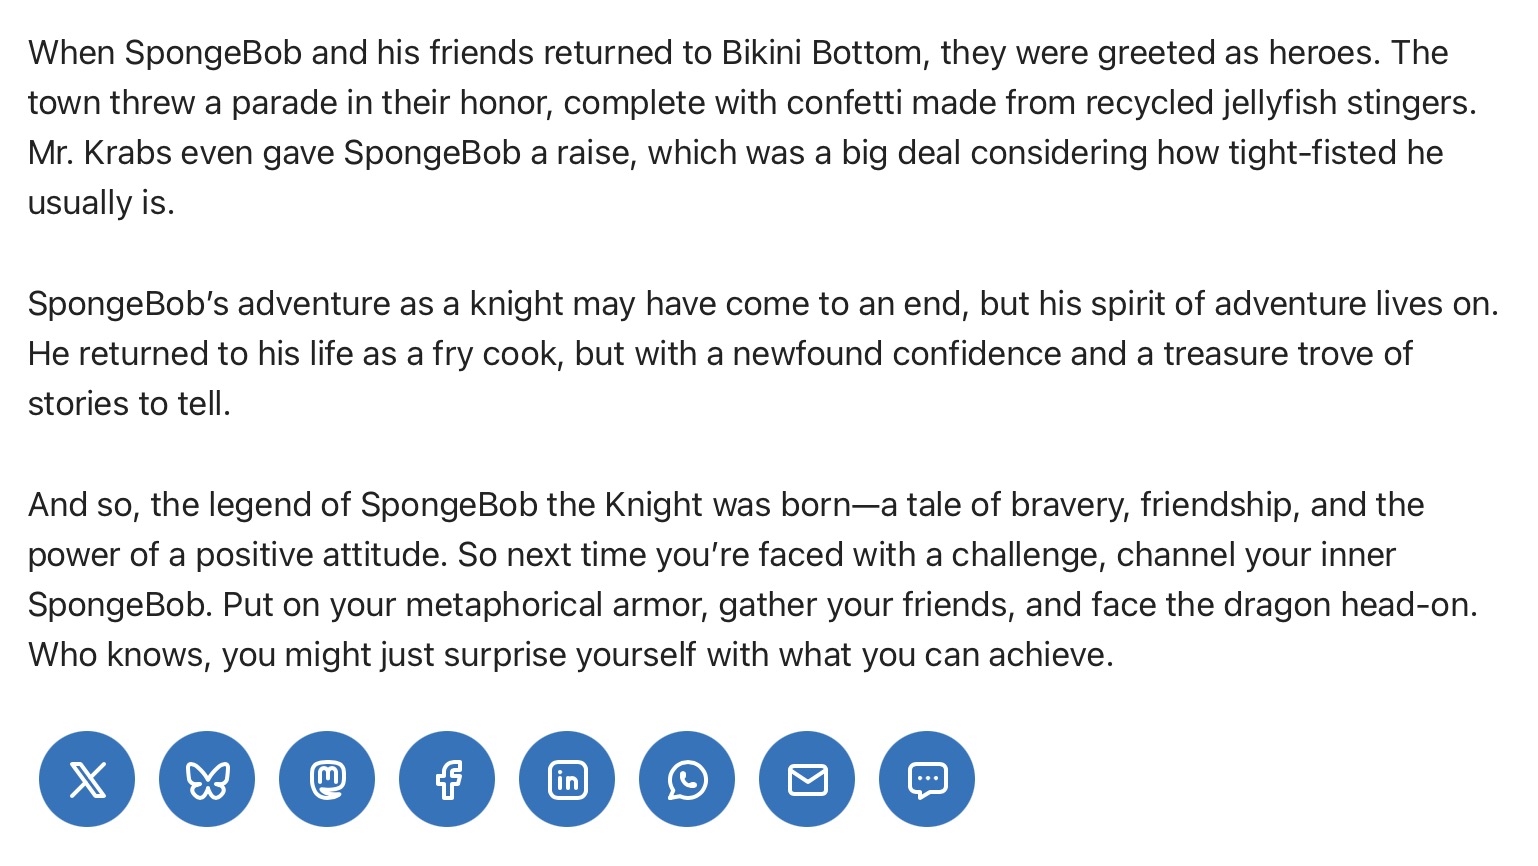 When SpongeBob and his friends returned to Bikini Bottom, they were greeted as heroes. The
town threw a parade in their honor, complete with confetti made from recycled jellyfish stingers.
Mr. Krabs even gave SpongeBob a raise, which was a big deal considering how tight-fisted he
usually is.
SpongeBob’s adventure as a knight may have come to an end, but his spirit of adventure lives on.
He returned to his life as a fry cook, but with a newfound confidence and a treasure trove of
stories to tell.
And so, the legend of SpongeBob the Knight was born—a tale of bravery, friendship, and the
power of a positive attitude. So next time you’re faced with a challenge, channel your inner
SpongeBob. Put on your metaphorical armor, gather your friends, and face the dragon head-on.
Who knows, you might just surprise yourself with what you can achieve.